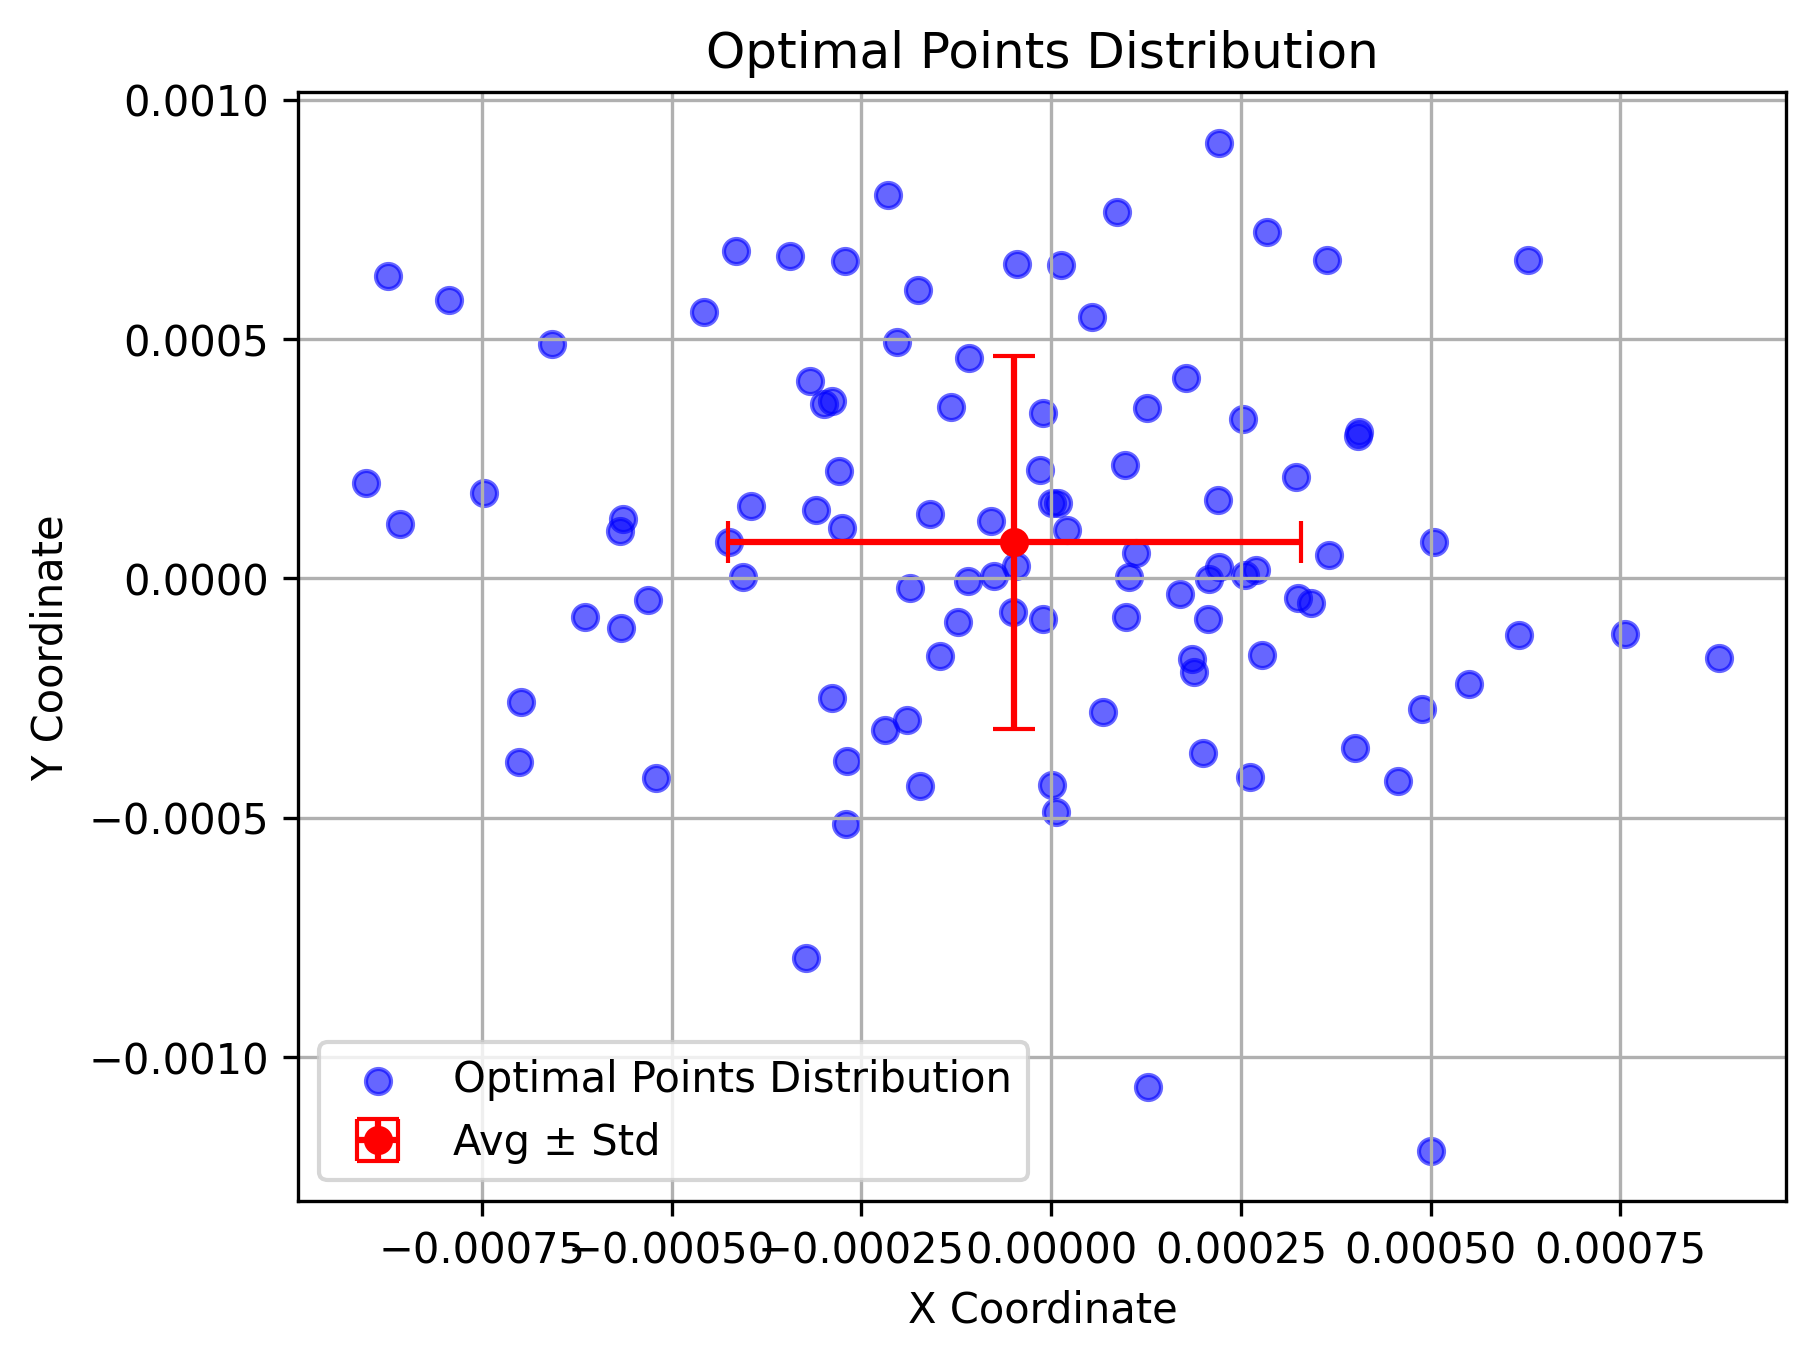 Optimal Points Distribution
0.0010
0.0005
0.0000
−0.0005
−0.0010
Y Coordinate
Optimal Points Distribution
Avg ± Std
−0.00075 −0.00050 −0.00025 0.00000 0.00025 0.00050 0.00075
X Coordinate